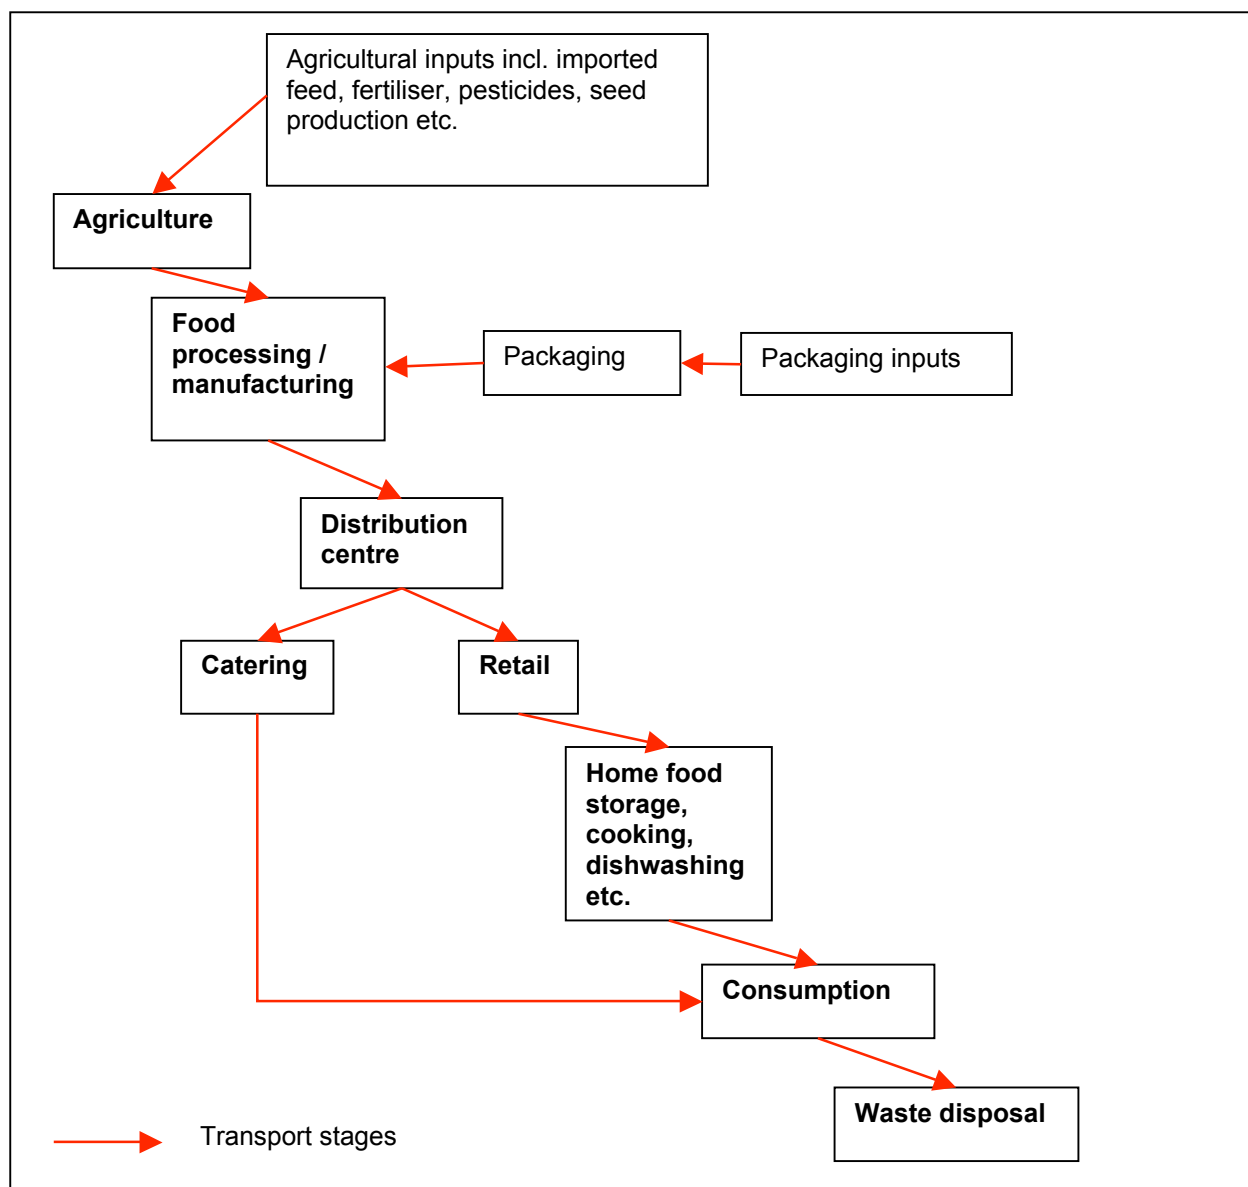 Agricultural inputs incl. imported
feed, fertiliser, pesticides, seed
production etc.
Agriculture
Food
processing /
manufacturing
Packaging
Packaging inputs
Distribution
centre
Catering
Retail
Home food
storage,
cooking,
dishwashing
etc.
Consumption
Waste disposal
Transport stages